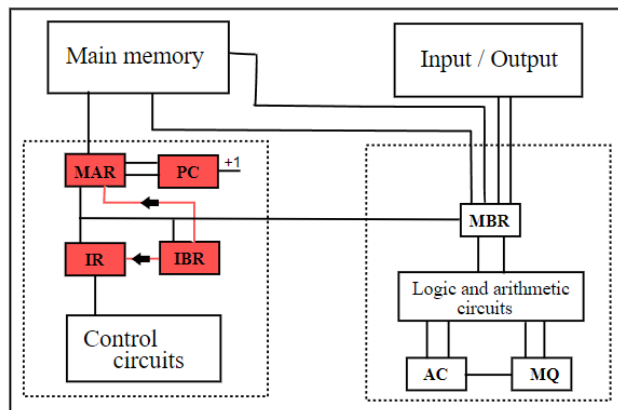 Main memory
Input / Output
MAR
PC
+1
MBR
IR
IBR
Logic and arithmetic
circuits
Control
circuits
AC
MQ